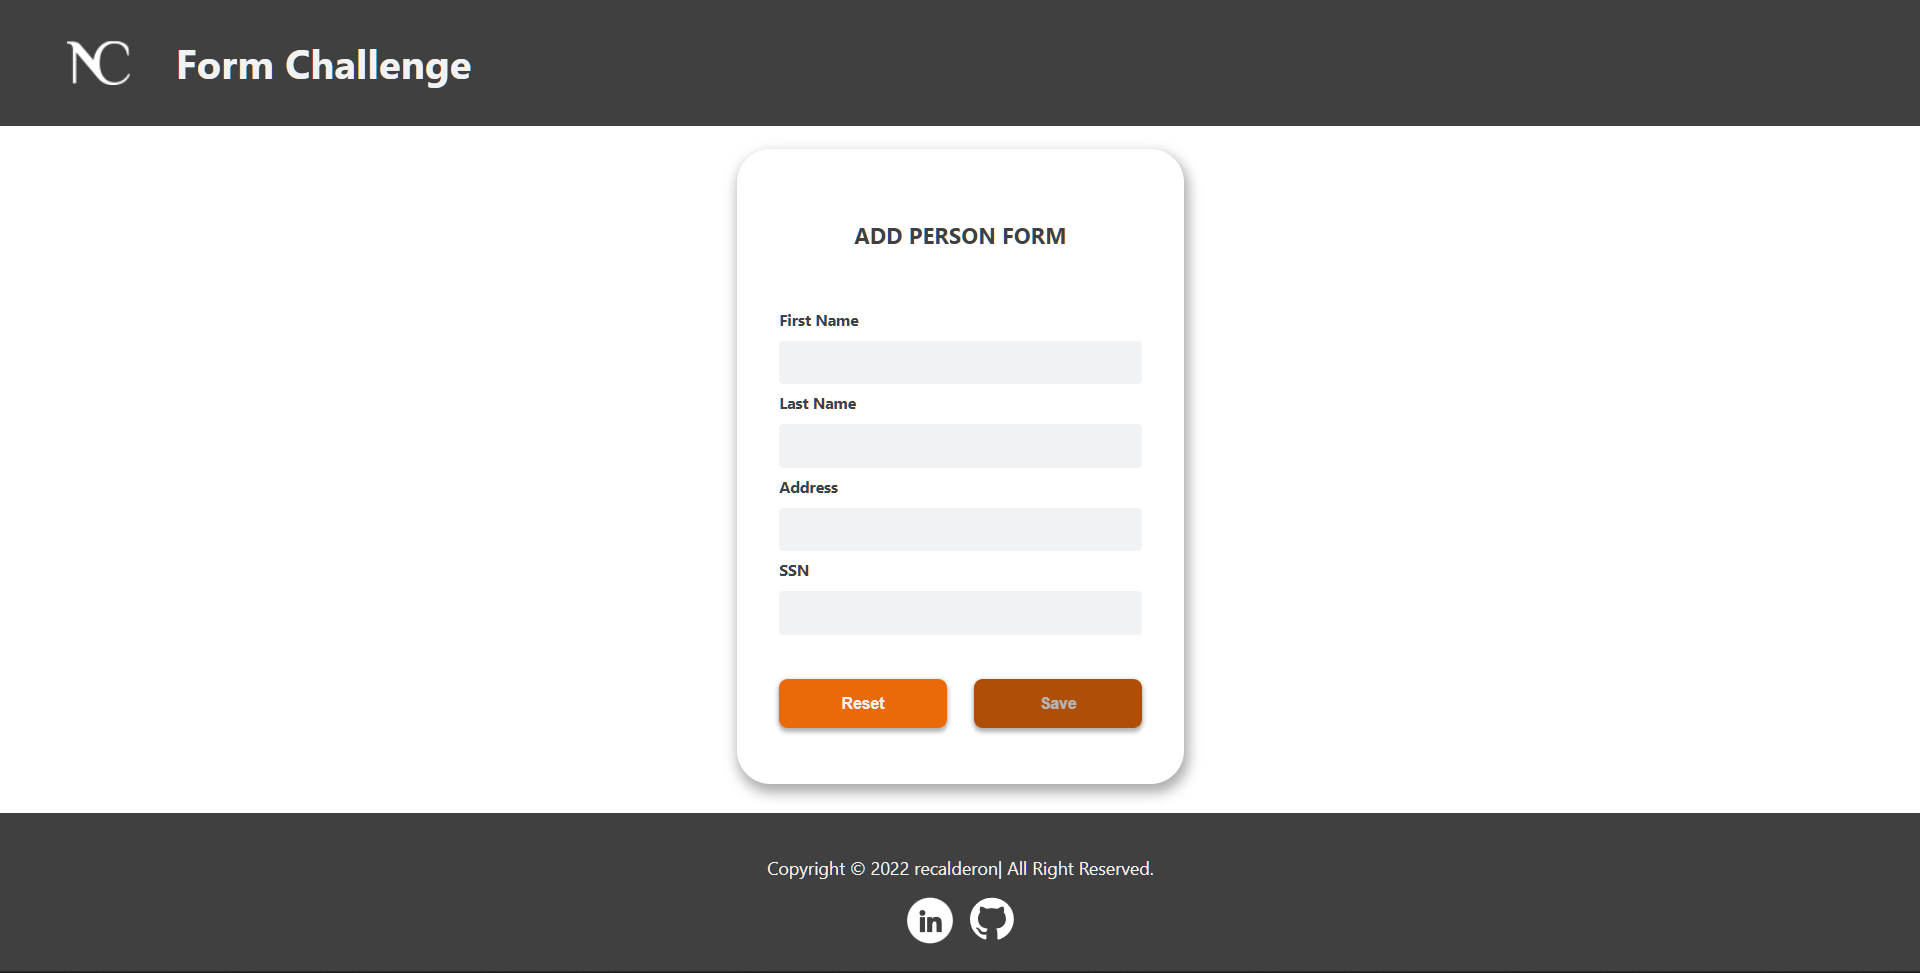 NC
Form Challenge
ADD PERSON FORM
First Name
Last Name
Address
SSN
Reset
Save
Copyright © 2022 recalderon| All Right Reserved.
in